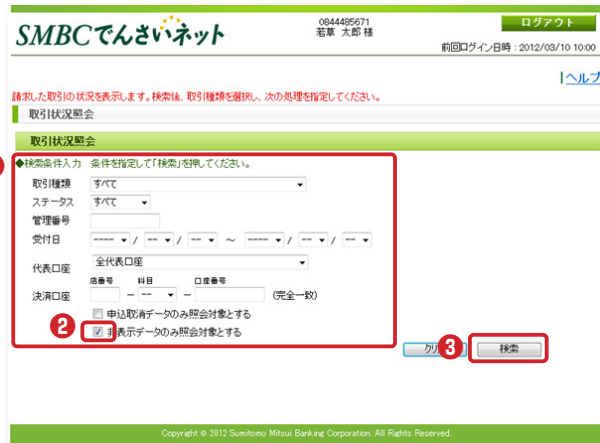 SMBCでんさいネット
0844485671
若草 太郎 様
ログアウト
前回ログイン日時：2012/03/10 10:00
ヘルプ
請求した取引の状況を表示します。検索後、取引種類を選択し、次の処理を指定してください。
取引状況照会
取引状況照会
◆検索条件入力 条件を指定して「検索」を押してください。
取引種類 すべて
ステータス すべて
管理番号
受付日 ---- / -- / -- ～ ---- / -- / --
代表口座 全代表口座
店番号 科目 口座番号
決済口座 － -- － (完全一致)
申込取消データのみ照会対象とする
2 非表示データのみ照会対象とする
3 検索
Copyright © 2012 Sumitomo Mitsui Banking Corporation. All Rights Reserved.